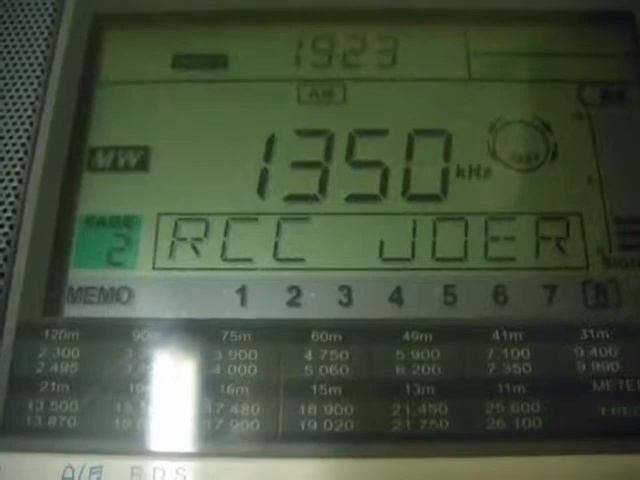 1923
AM
MW 1350 kHz
PAGE 2
RCC JOER
MEMO 1 2 3 4 5 6 7 8
120m 90m 75m 60m 49m 41m 31m
2.300 3.900 4.750 5.900 7.100 9.400
2.495 4.000 5.060 6.200 7.350 9.990
21m 16m 15m 13m 11m METER
13.500 17.480 18.900 21.450 25.600
13.870 17.900 19.020 21.750 26.100
R.D.S